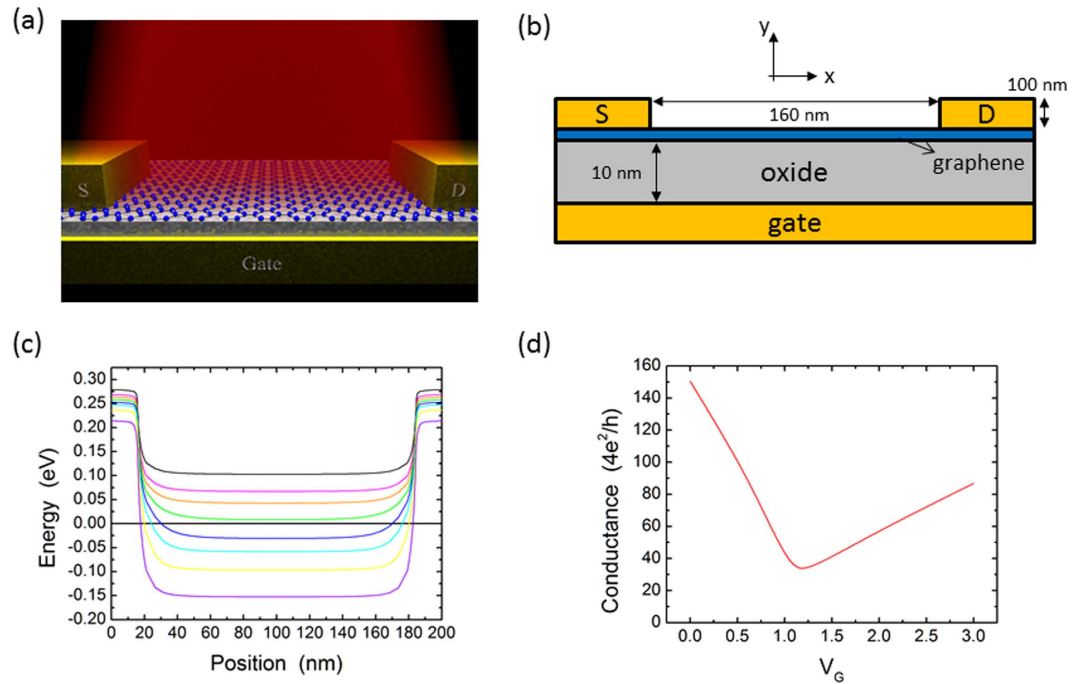 (a)
S
D
Gate
(b)
y
x
100 nm
S
160 nm
D
graphene
10 nm
oxide
gate
(c)
Energy (eV)
0.30
0.25
0.20
0.15
0.10
0.05
0.00
-0.05
-0.10
-0.15
-0.20
0 20 40 60 80 100 120 140 160 180 200
Position (nm)
(d)
Conductance (4e²/h)
160
140
120
100
80
60
40
20
0
0.0 0.5 1.0 1.5 2.0 2.5 3.0
V_G